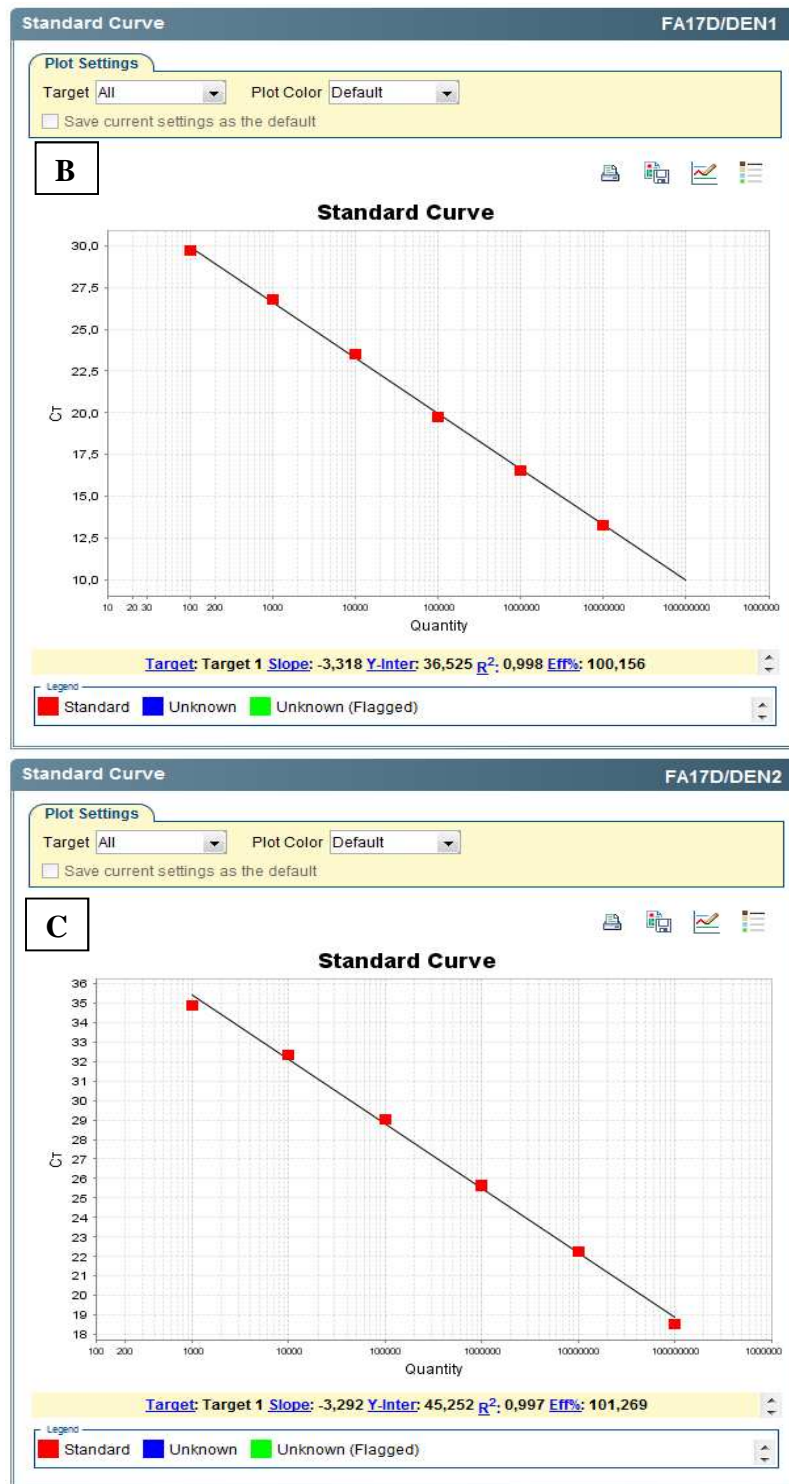 Standard Curve FA17D/DEN1
Plot Settings
Target All Plot Color Default
Save current settings as the default
B
Standard Curve
30,0
27,5
25,0
22,5
20,0
17,5
15,0
12,5
10,0
CT
10 20 30 100 200 1000 10000 100000 1000000 10000000 100000000 1000000
Quantity
Target: Target 1 Slope: -3,318 Y-Inter: 36,525 R²: 0,998 Eff%: 100,156
Legend
Standard Unknown Unknown (Flagged)
Standard Curve FA17D/DEN2
Plot Settings
Target All Plot Color Default
Save current settings as the default
C
Standard Curve
36
35
34
33
32
31
30
29
28
27
26
25
24
23
22
21
20
19
18
CT
100 200 1000 10000 100000 1000000 10000000 100000000 1000000
Quantity
Target: Target 1 Slope: -3,292 Y-Inter: 45,252 R²: 0,997 Eff%: 101,269
Legend
Standard Unknown Unknown (Flagged)